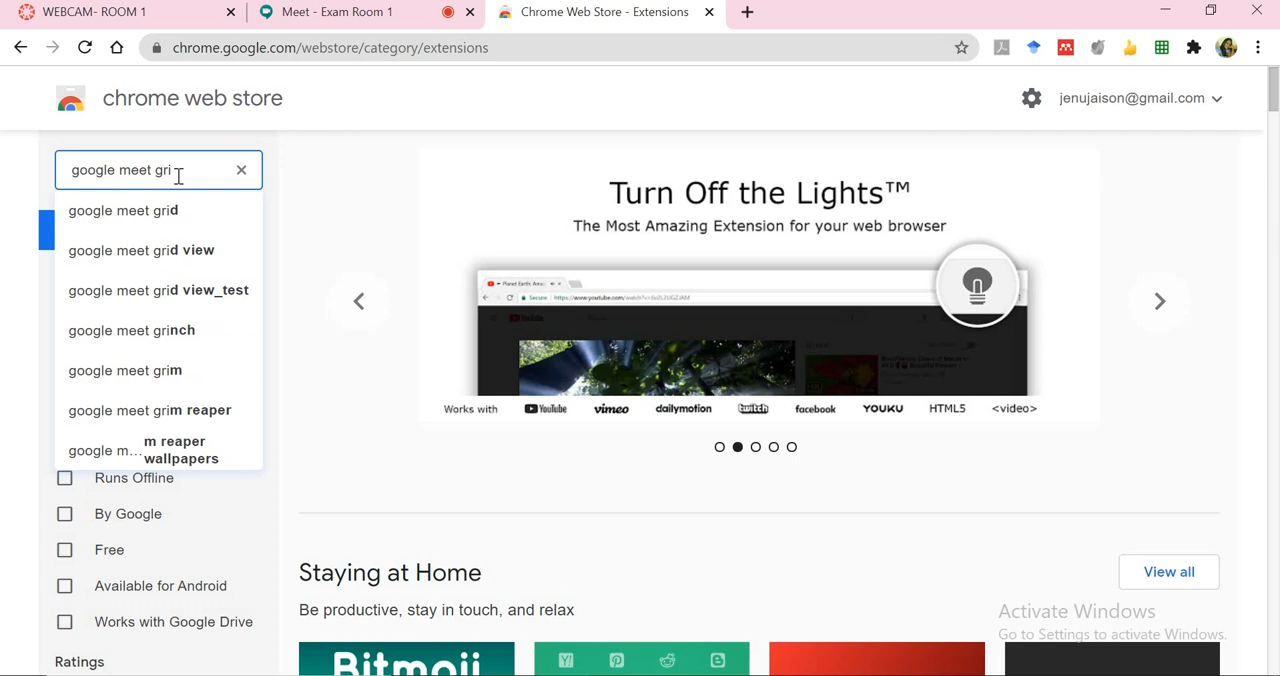 WEBCAM- ROOM 1
Meet - Exam Room 1
Chrome Web Store - Extensions
chrome.google.com/webstore/category/extensions
chrome web store
jenujaison@gmail.com
google meet gri
google meet grid
google meet grid view
google meet grid view_test
google meet grinch
google meet grim
google meet grim reaper
google m... m reaper
wallpapers
Runs Offline
By Google
Free
Available for Android
Works with Google Drive
Ratings
Turn Off the Lights™
The Most Amazing Extension for your web browser
Works with YouTube vimeo dailymotion twitch facebook YOUKU HTML5 <video>
Staying at Home
View all
Be productive, stay in touch, and relax
Activate Windows
Go to Settings to activate Windows.
Bitmoji